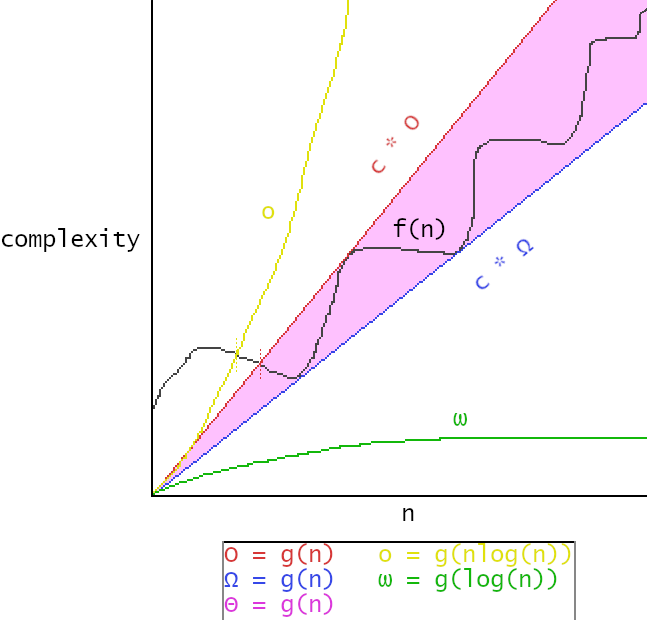 o
c * O
f(n)
complexity
c * Ω
ω
n
O = g(n) o = g(nlog(n))
Ω = g(n) ω = g(log(n))
Θ = g(n)